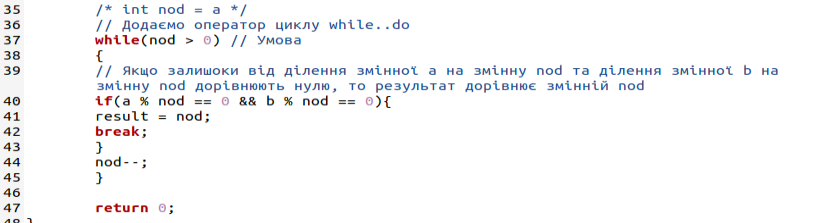 35 /* int nod = a */
36 // Додаємо оператор циклу while..do
37 while(nod > 0) // Умова
38 {
39 // Якщо залишоки від ділення змінної a на змінну nod та ділення змінної b на
змінну nod дорівнюють нулю, то результат дорівнює змінній nod
40 if(a % nod == 0 && b % nod == 0){
41 result = nod;
42 break;
43 }
44 nod--;
45 }
46
47 return 0;
48 }